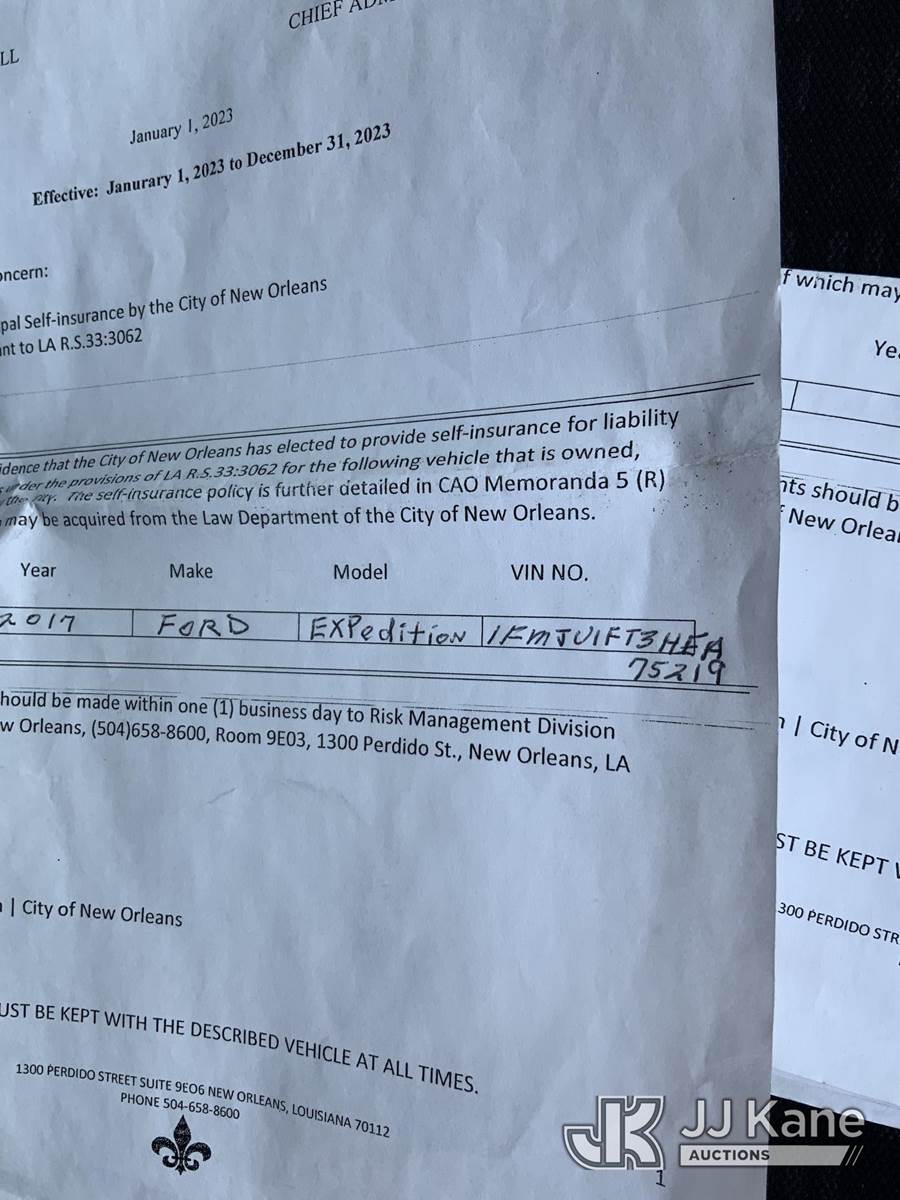 CHIEF
LL
January 1, 2023
Effective: Janurary 1, 2023 to December 31, 2023
oncern:
pal Self-insurance by the City of New Orleans
nt to LA R.S.33:3062
idence that the City of New Orleans has elected to provide self-insurance for liability
under the provisions of LA R.S.33:3062 for the following vehicle that is owned,
the The self-insurance policy is further detailed in CAO Memoranda 5 (R)
may be acquired from the Law Department of the City of New Orleans.
Year Make Model VIN NO.
2017 FORD EXPedition 1FMJU1FT3HEA
75219
hould be made within one (1) business day to Risk Management Division
w Orleans, (504)658-8600, Room 9E03, 1300 Perdido St., New Orleans, LA
n | City of New Orleans
UST BE KEPT WITH THE DESCRIBED VEHICLE AT ALL TIMES.
1300 PERDIDO STREET SUITE 9EO6 NEW ORLEANS, LOUISIANA 70112
PHONE 504-658-8600
1
f which may
Yea
nts should b
f New Orlea
n | City of N
ST BE KEPT
300 PERDIDO STR
JK JJ Kane
AUCTIONS